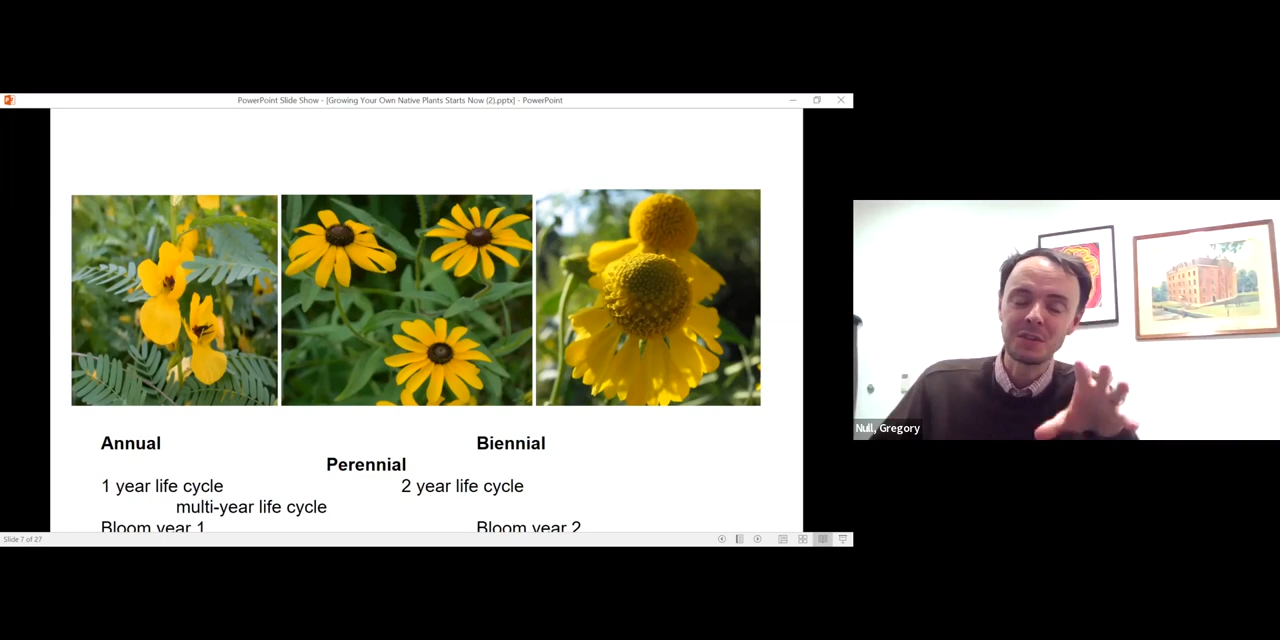 PowerPoint Slide Show - [Growing Your Own Native Plants Starts Now (2).pptx] - PowerPoint
Annual Biennial
Perennial
1 year life cycle 2 year life cycle
multi-year life cycle
Bloom year 1 Bloom year 2
Slide 7 of 27
Null, Gregory